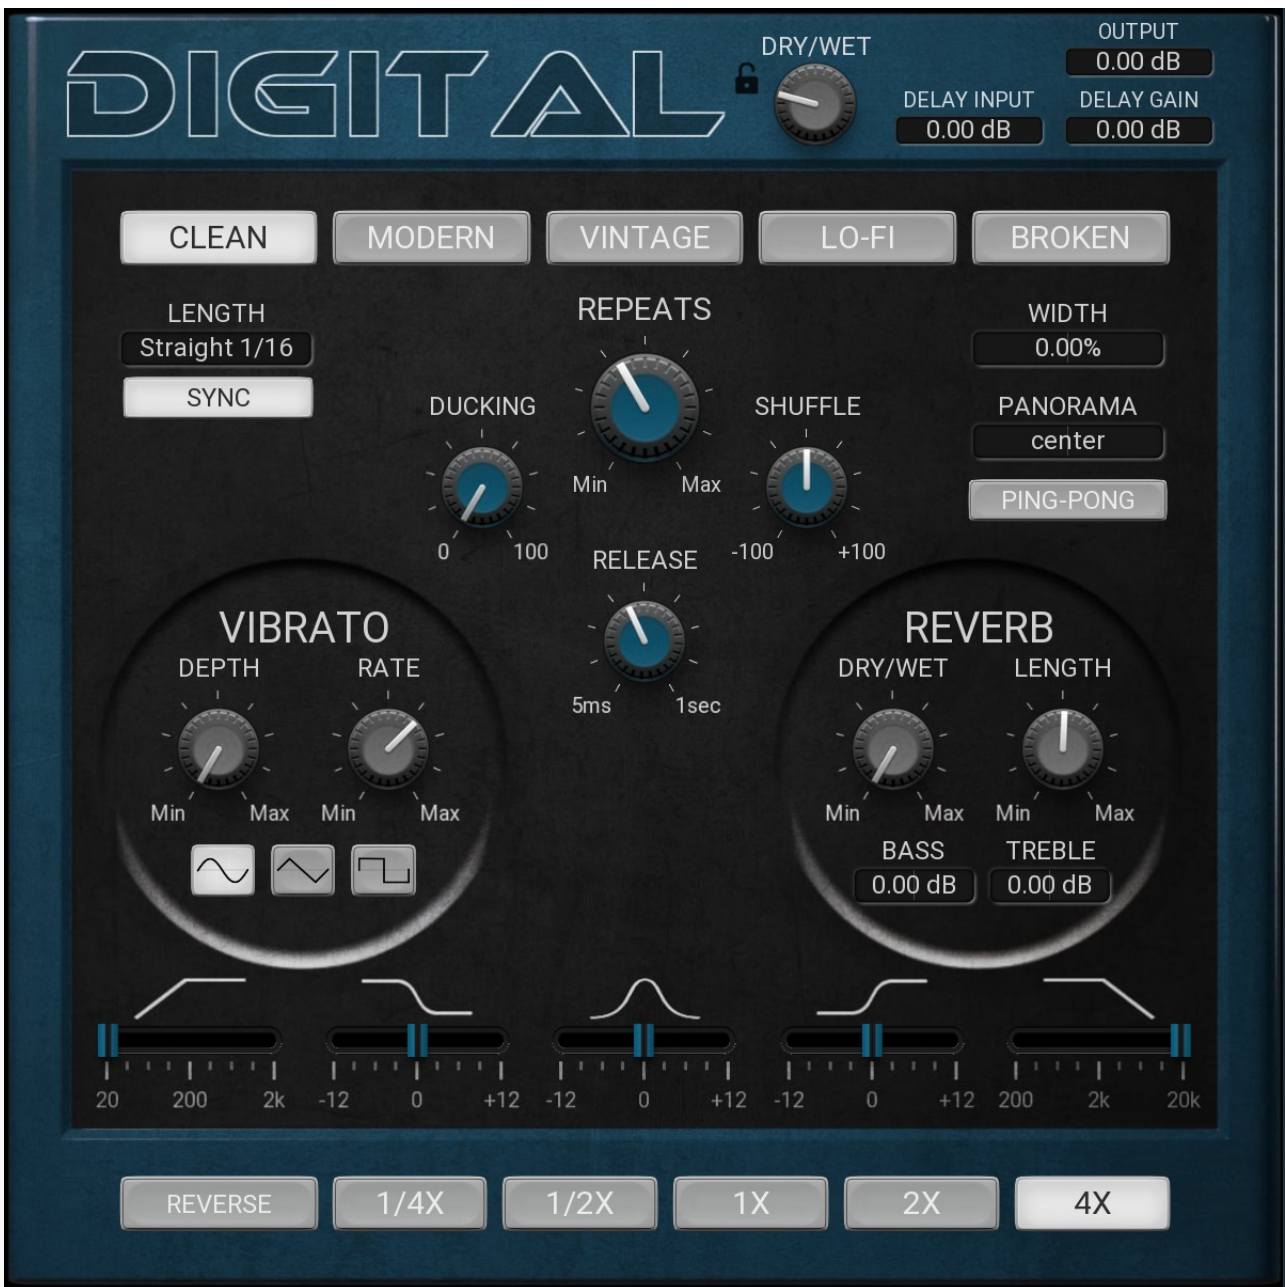 DIGITAL
DRY/WET
OUTPUT
0.00 dB
DELAY INPUT
0.00 dB
DELAY GAIN
0.00 dB
CLEAN
MODERN
VINTAGE
LO-FI
BROKEN
LENGTH
Straight 1/16
SYNC
REPEATS
Min
Max
DUCKING
0
100
SHUFFLE
-100
+100
WIDTH
0.00%
PANORAMA
center
PING-PONG
RELEASE
5ms
1sec
VIBRATO
DEPTH
RATE
Min
Max
Min
Max
REVERB
DRY/WET
LENGTH
Min
Max
Min
Max
BASS
TREBLE
0.00 dB
0.00 dB
20
200
2k
-12
0
+12
-12
0
+12
-12
0
+12
200
2k
20k
REVERSE
1/4X
1/2X
1X
2X
4X